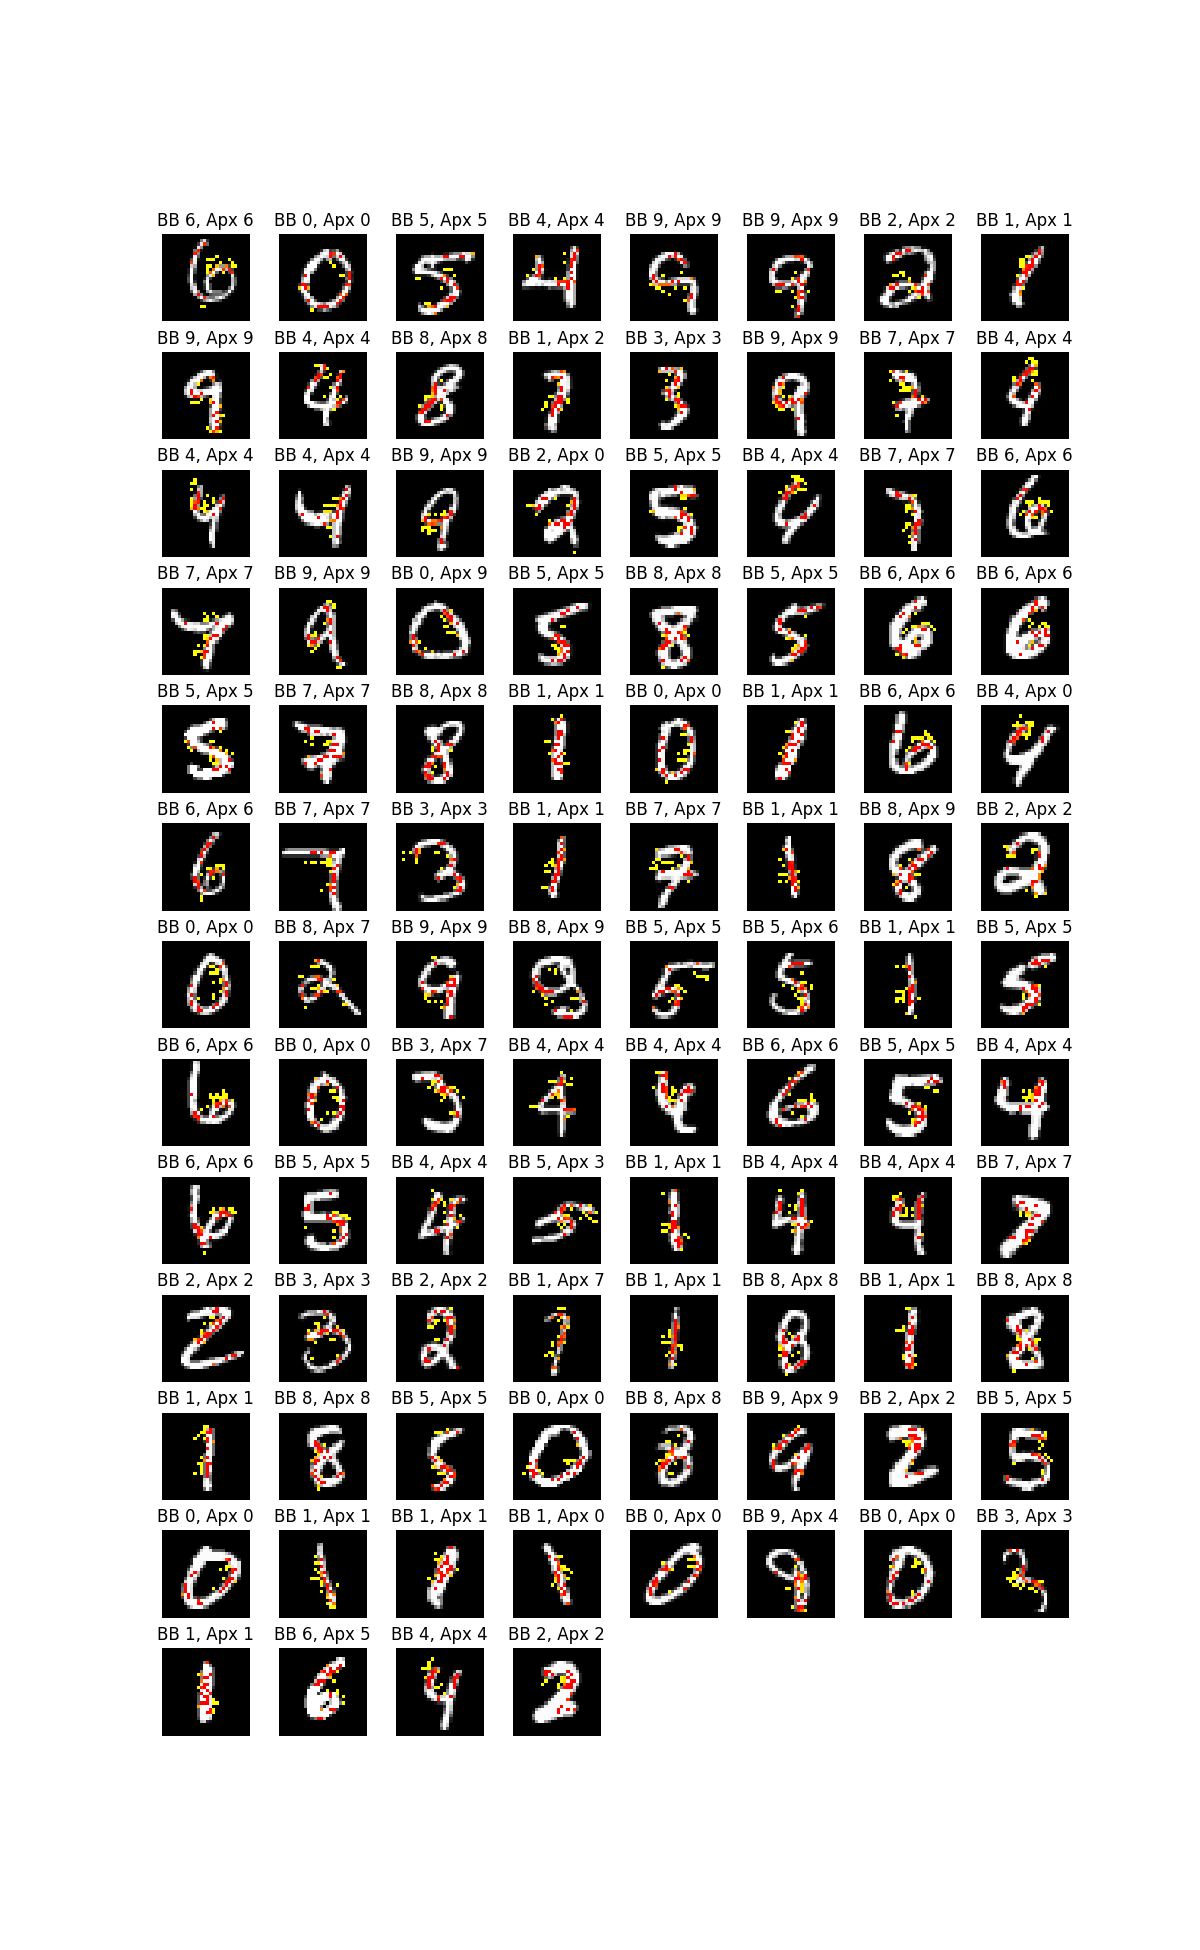 BB 6, Apx 6 BB 0, Apx 0 BB 5, Apx 5 BB 4, Apx 4 BB 9, Apx 9 BB 9, Apx 9 BB 2, Apx 2 BB 1, Apx 1
BB 9, Apx 9 BB 4, Apx 4 BB 8, Apx 8 BB 1, Apx 2 BB 3, Apx 3 BB 9, Apx 9 BB 7, Apx 7 BB 4, Apx 4
BB 4, Apx 4 BB 4, Apx 4 BB 9, Apx 9 BB 2, Apx 0 BB 5, Apx 5 BB 4, Apx 4 BB 7, Apx 7 BB 6, Apx 6
BB 7, Apx 7 BB 9, Apx 9 BB 0, Apx 9 BB 5, Apx 5 BB 8, Apx 8 BB 5, Apx 5 BB 6, Apx 6 BB 6, Apx 6
BB 5, Apx 5 BB 7, Apx 7 BB 8, Apx 8 BB 1, Apx 1 BB 0, Apx 0 BB 1, Apx 1 BB 6, Apx 6 BB 4, Apx 0
BB 6, Apx 6 BB 7, Apx 7 BB 3, Apx 3 BB 1, Apx 1 BB 7, Apx 7 BB 1, Apx 1 BB 8, Apx 9 BB 2, Apx 2
BB 0, Apx 0 BB 8, Apx 7 BB 9, Apx 9 BB 8, Apx 9 BB 5, Apx 5 BB 5, Apx 6 BB 1, Apx 1 BB 5, Apx 5
BB 6, Apx 6 BB 0, Apx 0 BB 3, Apx 7 BB 4, Apx 4 BB 4, Apx 4 BB 6, Apx 6 BB 5, Apx 5 BB 4, Apx 4
BB 6, Apx 6 BB 5, Apx 5 BB 4, Apx 4 BB 5, Apx 3 BB 1, Apx 1 BB 4, Apx 4 BB 4, Apx 4 BB 7, Apx 7
BB 2, Apx 2 BB 3, Apx 3 BB 2, Apx 2 BB 1, Apx 7 BB 1, Apx 1 BB 8, Apx 8 BB 1, Apx 1 BB 8, Apx 8
BB 1, Apx 1 BB 8, Apx 8 BB 5, Apx 5 BB 0, Apx 0 BB 8, Apx 8 BB 9, Apx 9 BB 2, Apx 2 BB 5, Apx 5
BB 0, Apx 0 BB 1, Apx 1 BB 1, Apx 1 BB 1, Apx 0 BB 0, Apx 0 BB 9, Apx 4 BB 0, Apx 0 BB 3, Apx 3
BB 1, Apx 1 BB 6, Apx 5 BB 4, Apx 4 BB 2, Apx 2